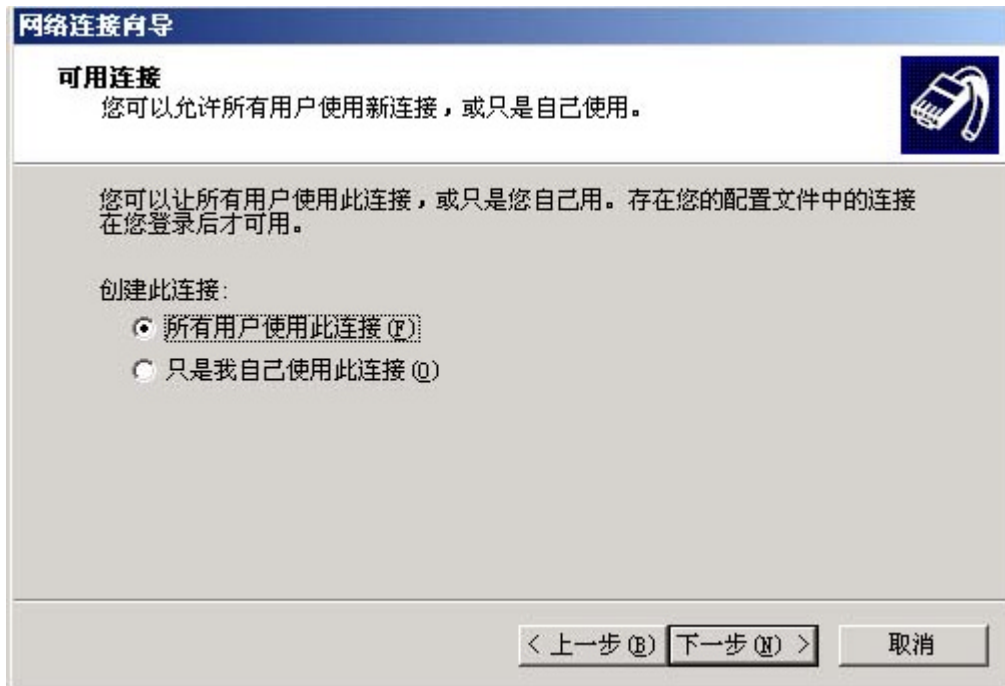 网络连接向导
可用连接
您可以允许所有用户使用新连接，或只是自己使用。
您可以让所有用户使用此连接，或只是您自己用。存在您的配置文件中的连接
在您登录后才可用。
创建此连接:
所有用户使用此连接(F)
只是我自己使用此连接(O)
< 上一步(B) 下一步(N) > 取消